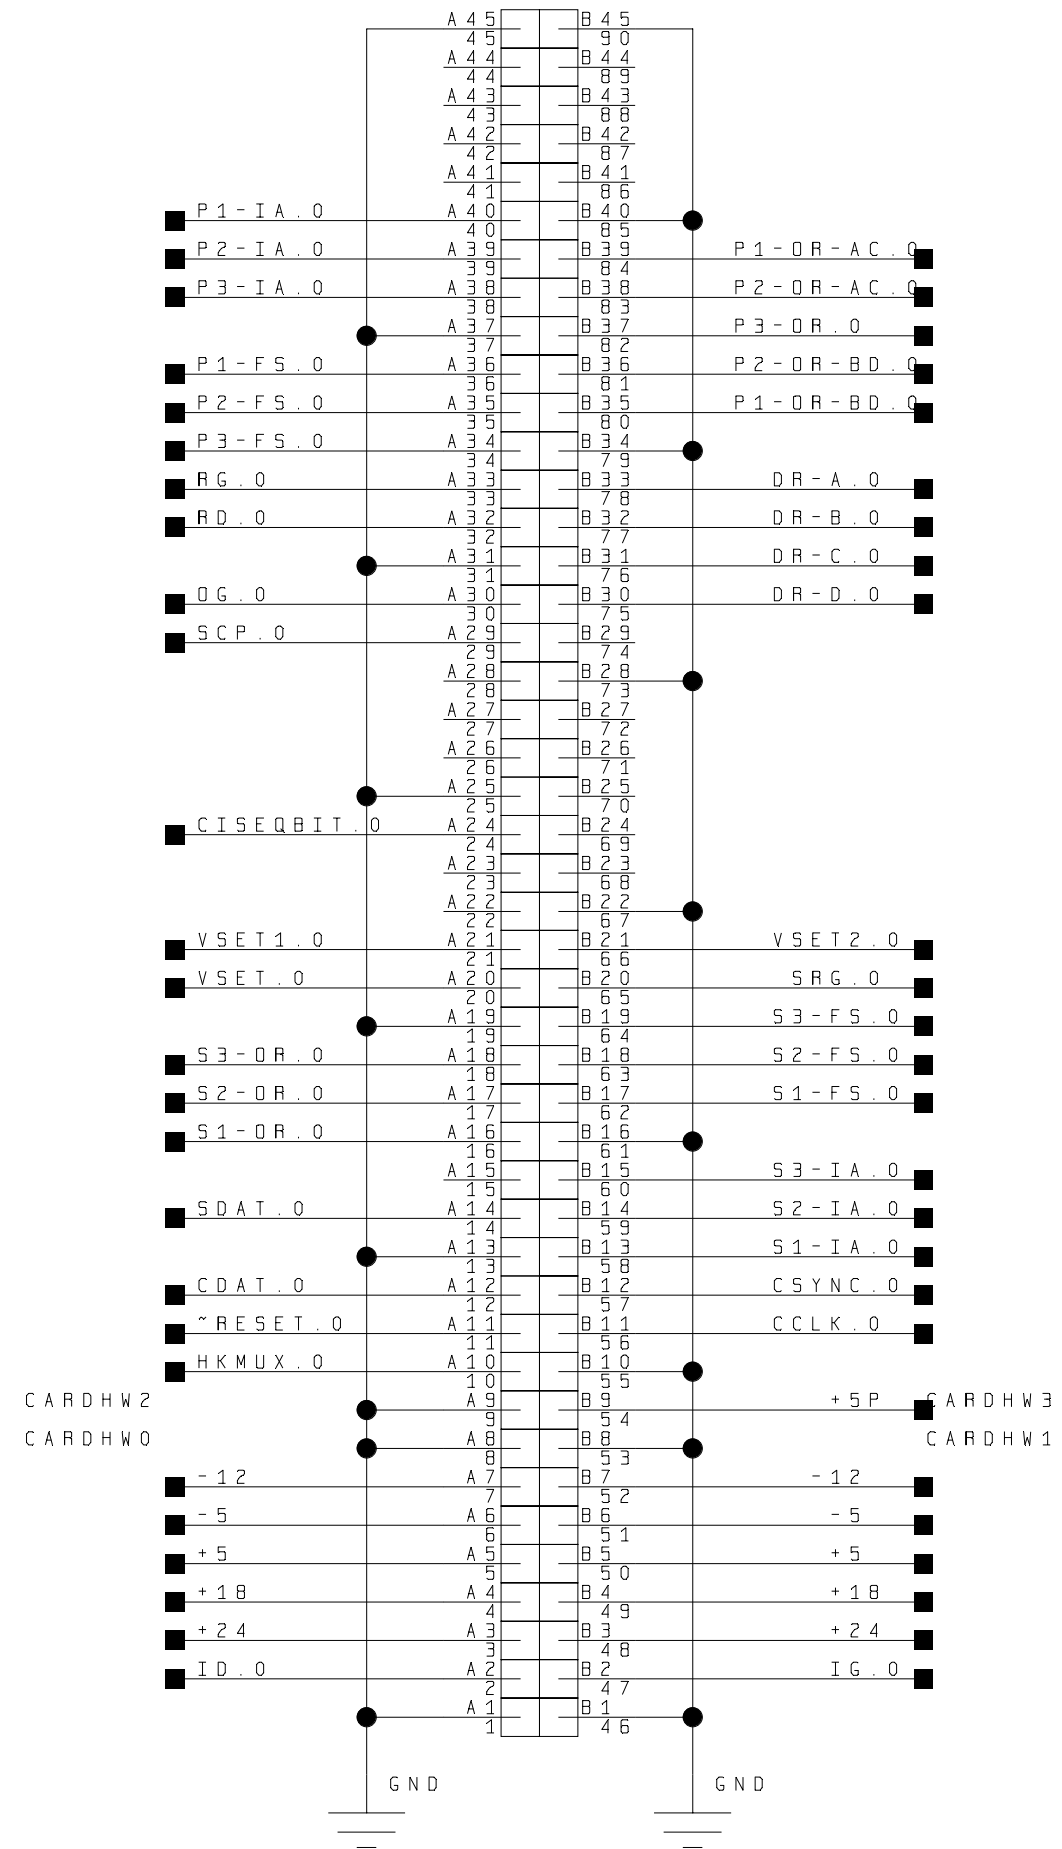 A45 B45
45 90
A44 B44
44 89
A43 B43
43 88
A42 B42
42 87
A41 B41
41 86
P1-IA.0 A40 B40
40 85
P2-IA.0 A39 B39 P1-OR-AC.0
39 84
P3-IA.0 A38 B38 P2-OR-AC.0
38 83
A37 B37 P3-OR.0
37 82
P1-FS.0 A36 B36 P2-OR-BD.0
36 81
P2-FS.0 A35 B35 P1-OR-BD.0
35 80
P3-FS.0 A34 B34
34 79
RG.0 A33 B33 DR-A.0
33 78
RD.0 A32 B32 DR-B.0
32 77
A31 B31 DR-C.0
31 76
OG.0 A30 B30 DR-D.0
30 75
SCP.0 A29 B29
29 74
A28 B28
28 73
A27 B27
27 72
A26 B26
26 71
A25 B25
25 70
CISEQBIT.0 A24 B24
24 69
A23 B23
23 68
A22 B22
22 67
VSET1.0 A21 B21 VSET2.0
21 66
VSET.0 A20 B20 SRG.0
20 65
A19 B19 S3-FS.0
19 64
S3-OR.0 A18 B18 S2-FS.0
18 63
S2-OR.0 A17 B17 S1-FS.0
17 62
S1-OR.0 A16 B16
16 61
A15 B15 S3-IA.0
15 60
SDAT.0 A14 B14 S2-IA.0
14 59
A13 B13 S1-IA.0
13 58
CDAT.0 A12 B12 CSYNC.0
12 57
~RESET.0 A11 B11 CCLK.0
11 56
HKMUX.0 A10 B10
10 55
CARDHW2 A9 B9 +5P CARDHW3
9 54
CARDHW0 A8 B8 CARDHW1
8 53
-12 A7 B7 -12
7 52
-5 A6 B6 -5
6 51
+5 A5 B5 +5
5 50
+18 A4 B4 +18
4 49
+24 A3 B3 +24
3 48
ID.0 A2 B2 IG.0
2 47
A1 B1
1 46
GND GND